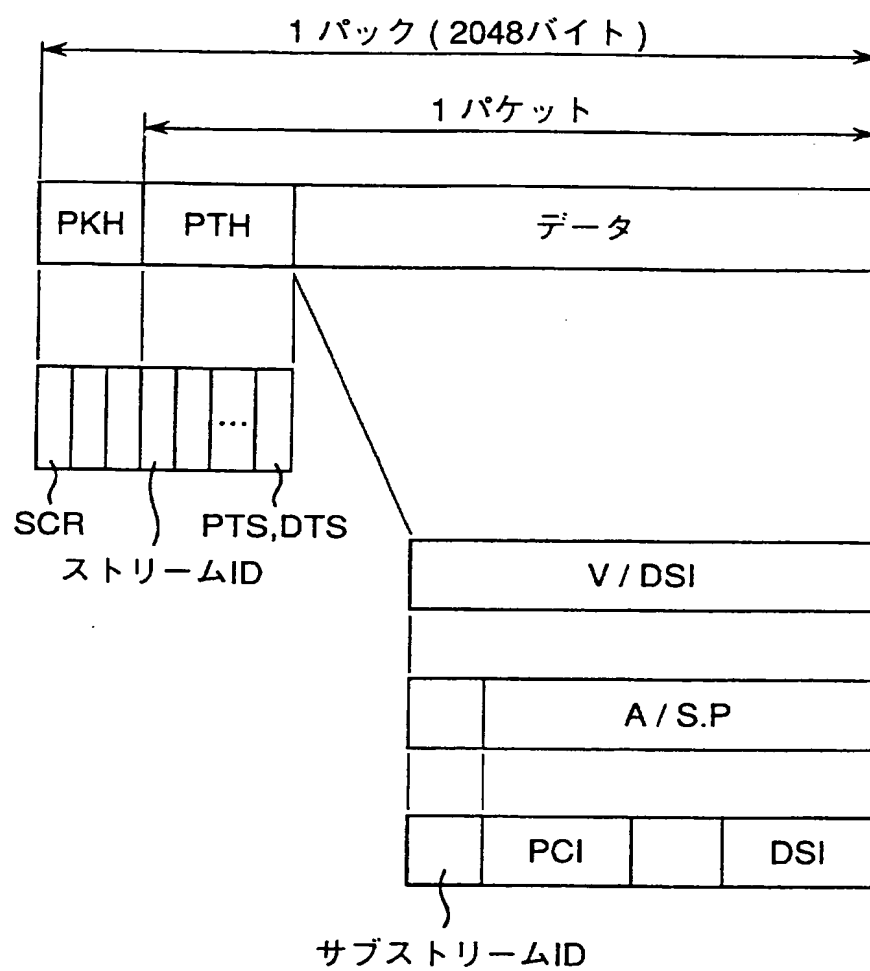 1 パック ( 2048バイト )
1 パケット
PKH PTH データ
...
SCR PTS,DTS
ストリームID
V / DSI
A / S.P
PCI DSI
サブストリームID